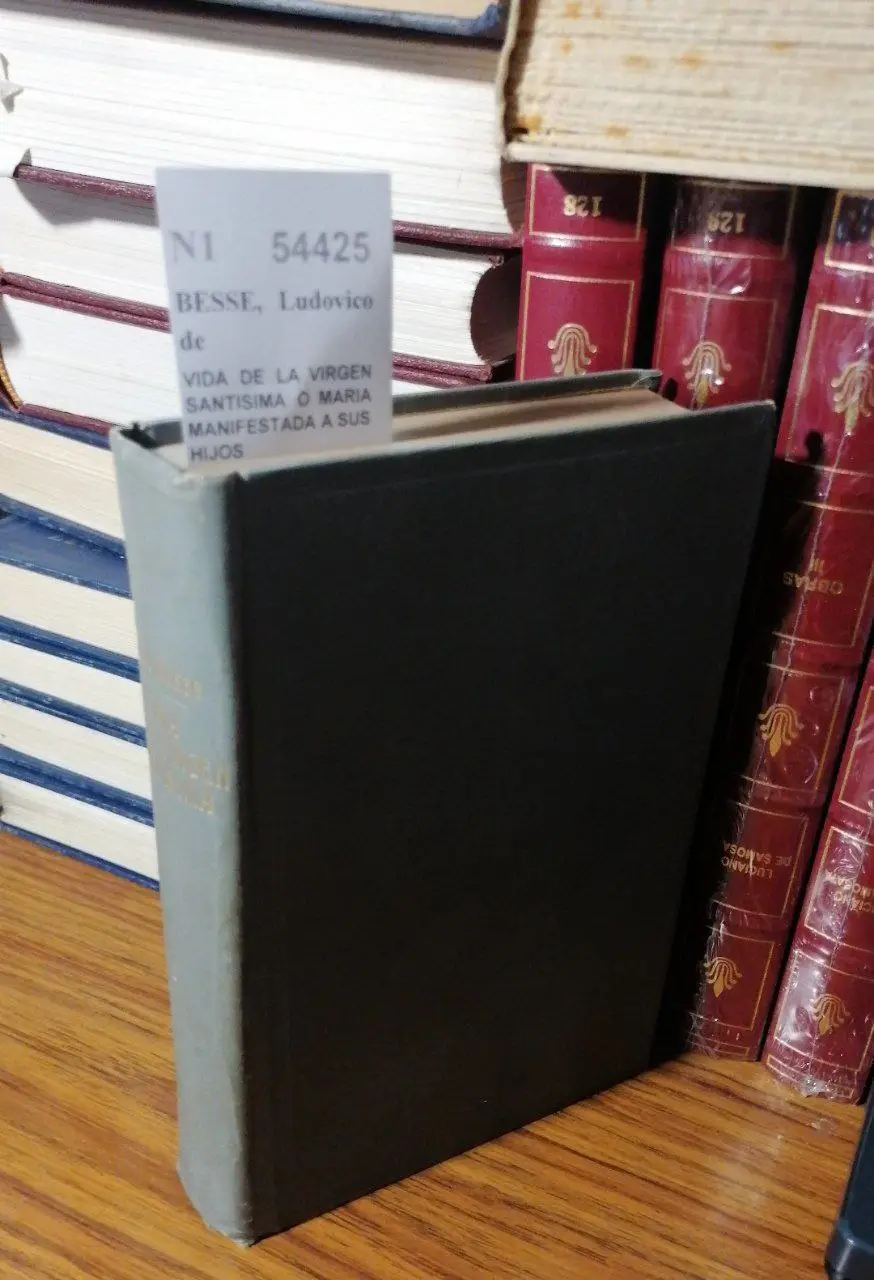 N1 54425
BESSE, Ludovico
de
VIDA DE LA VIRGEN
SANTISIMA O MARIA
MANIFESTADA A SUS
HIJOS
128
129
OBRAS
III
LUCIANO
DE SAMOSATA